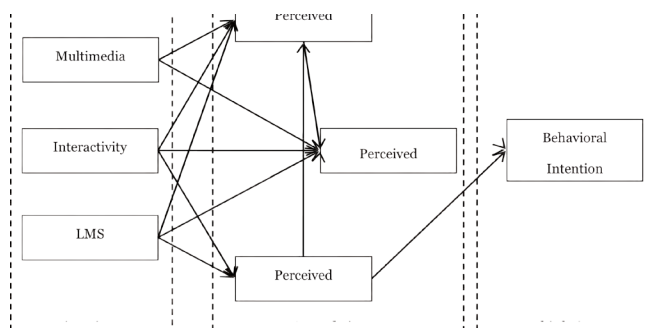 Perceived
Multimedia
Interactivity
Perceived
Behavioral
Intention
LMS
Perceived